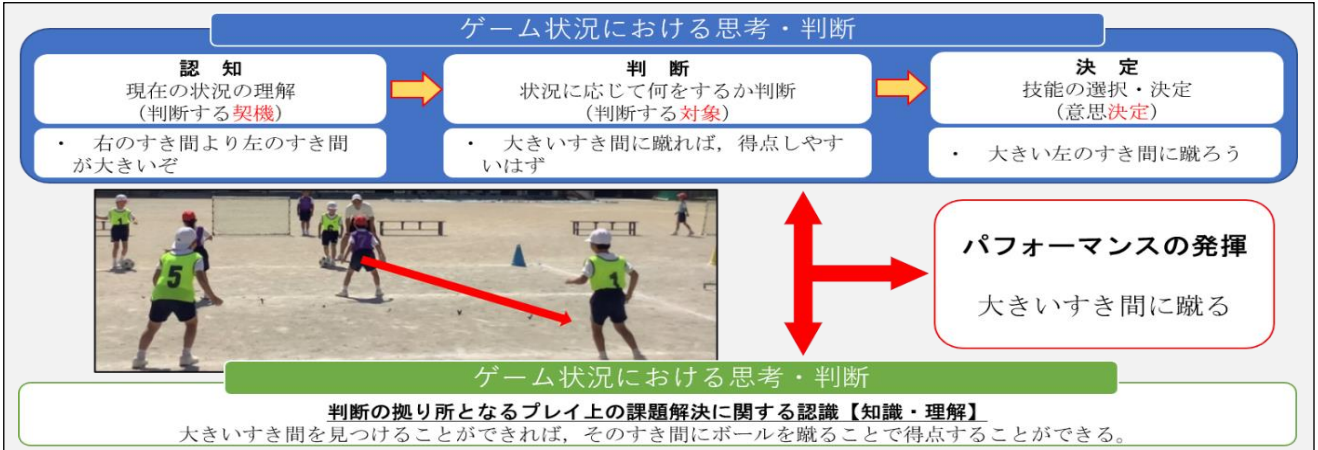 ゲーム状況における思考・判断
認 知
現在の状況の理解
(判断する契機)
・ 右のすき間より左のすき間
が大きいぞ
判 断
状況に応じて何をするか判断
(判断する対象)
・ 大きいすき間に蹴れば，得点しやす
いはず
決 定
技能の選択・決定
(意思決定)
・ 大きい左のすき間に蹴ろう
1
5
1
パフォーマンスの発揮
大きいすき間に蹴る
ゲーム状況における思考・判断
判断の拠り所となるプレイ上の課題解決に関する認識【知識・理解】
大きいすき間を見つけることができれば，そのすき間にボールを蹴ることで得点することができる。